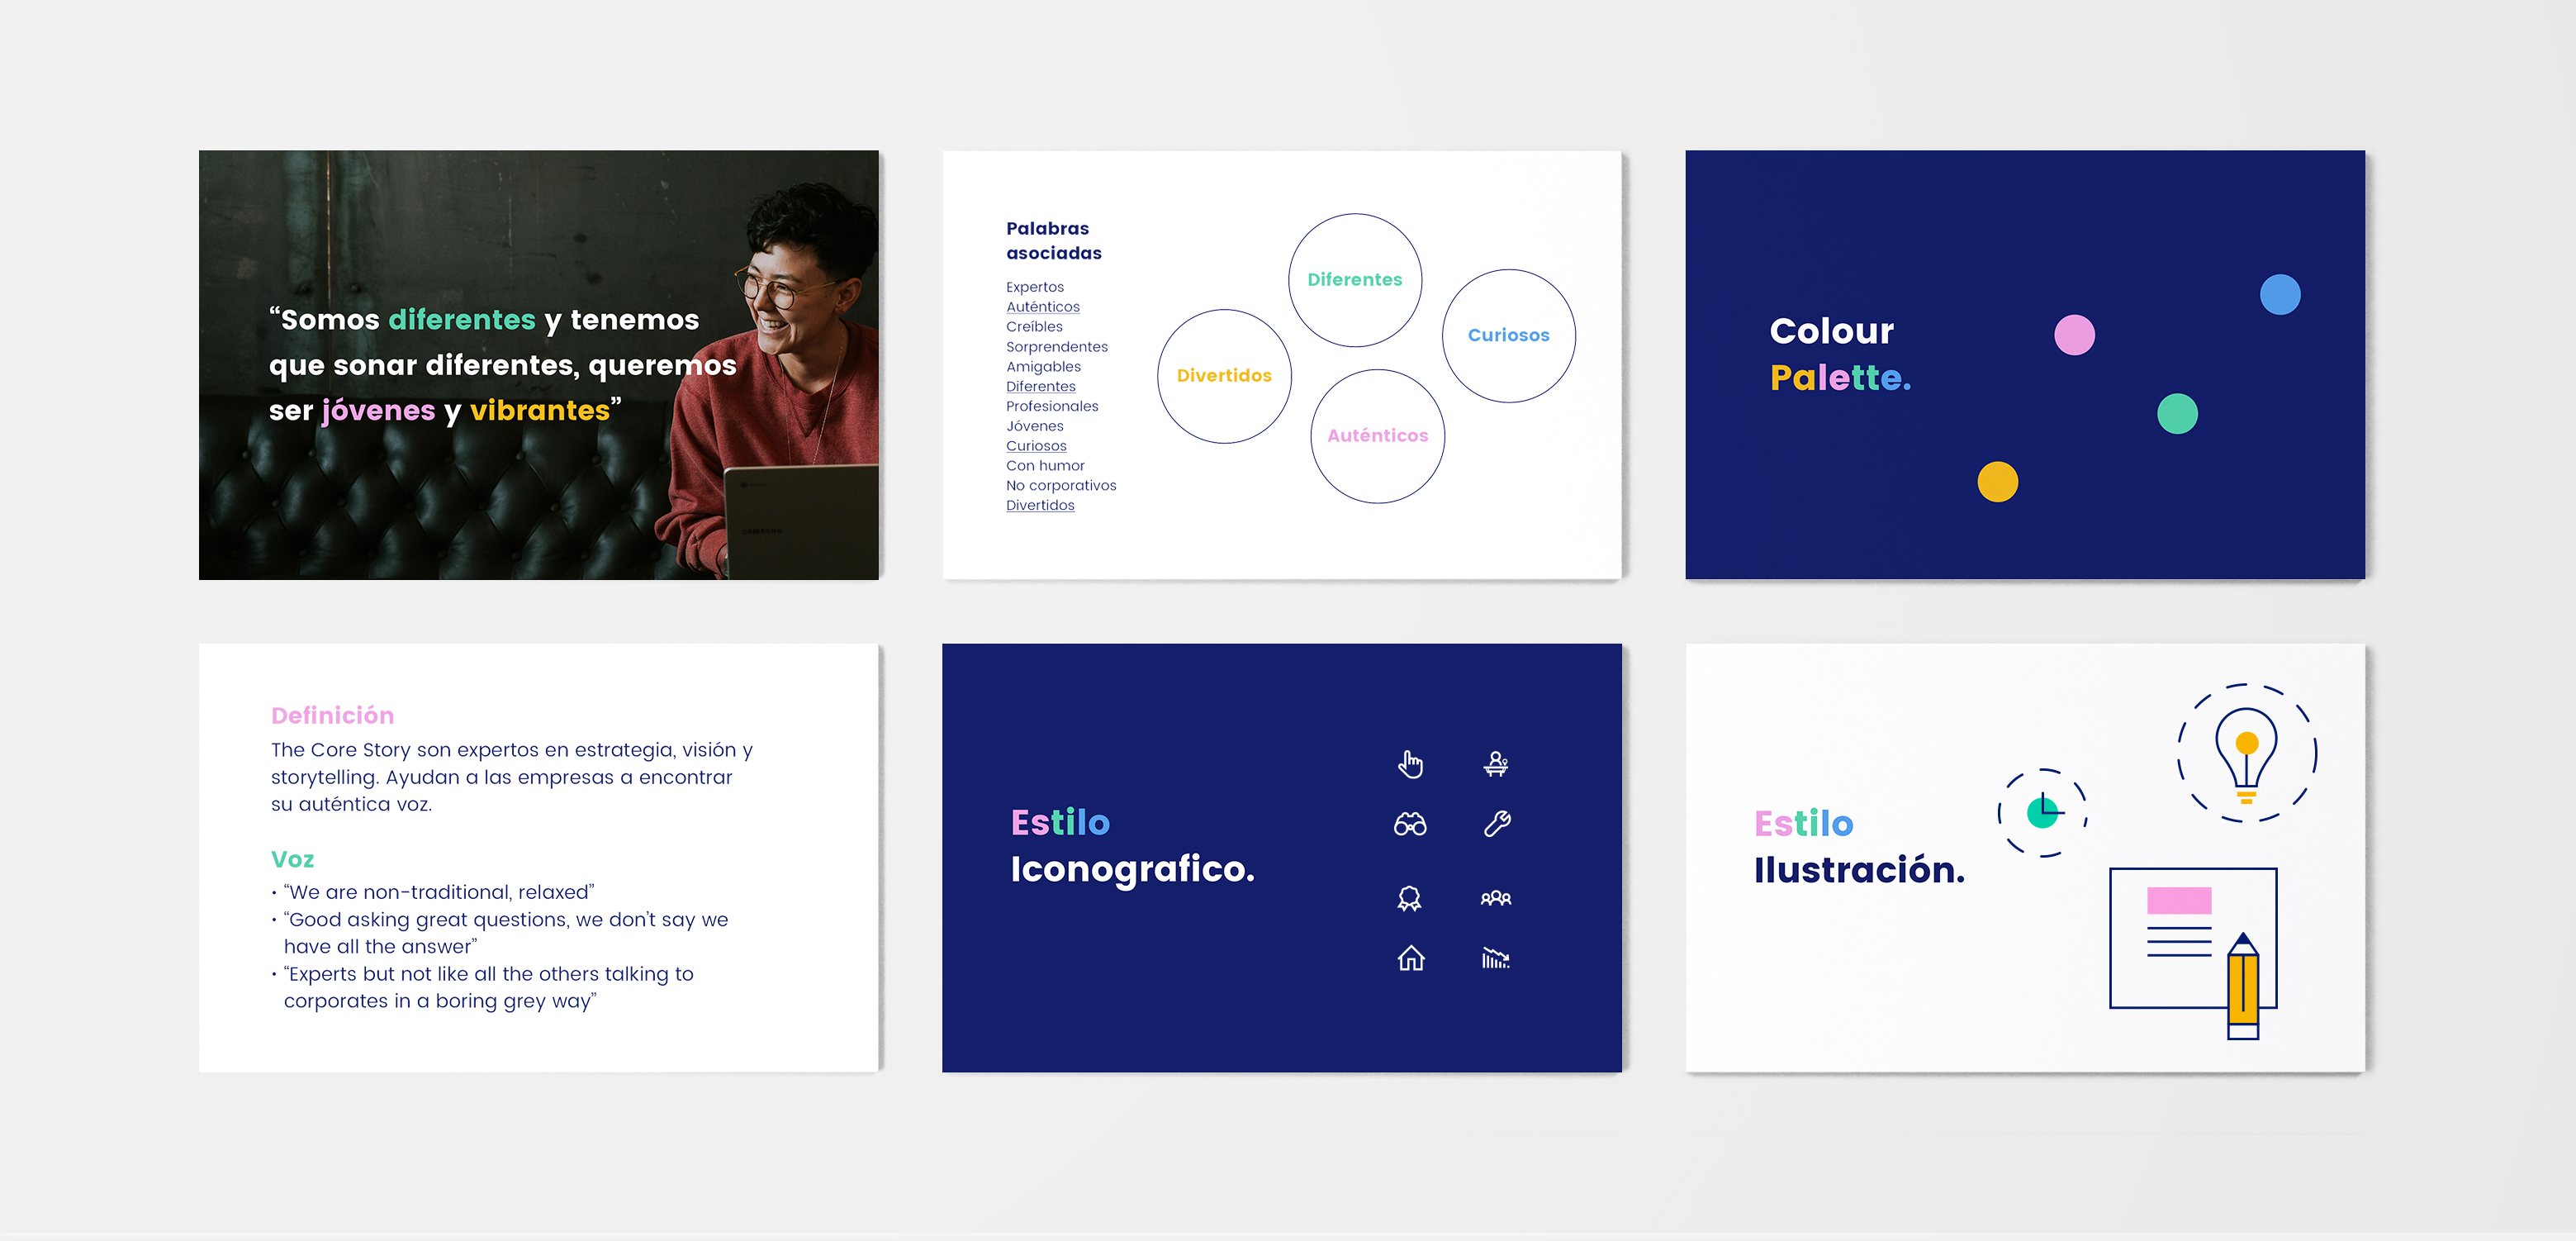 “Somos diferentes y tenemos
que sonar diferentes, queremos
ser jóvenes y vibrantes”
SAMSUNG
Palabras
asociadas
Expertos
Auténticos
Creíbles
Sorprendentes
Amigables
Diferentes
Profesionales
Jóvenes
Curiosos
Con humor
No corporativos
Divertidos
Diferentes
Curiosos
Divertidos
Auténticos
Colour
Palette.
Definición
The Core Story son expertos en estrategia, visión y
storytelling. Ayudan a las empresas a encontrar
su auténtica voz.
Voz
• “We are non-traditional, relaxed”
• “Good asking great questions, we don’t say we
have all the answer”
• “Experts but not like all the others talking to
corporates in a boring grey way”
Estilo
Iconografico.
Estilo
Ilustración.